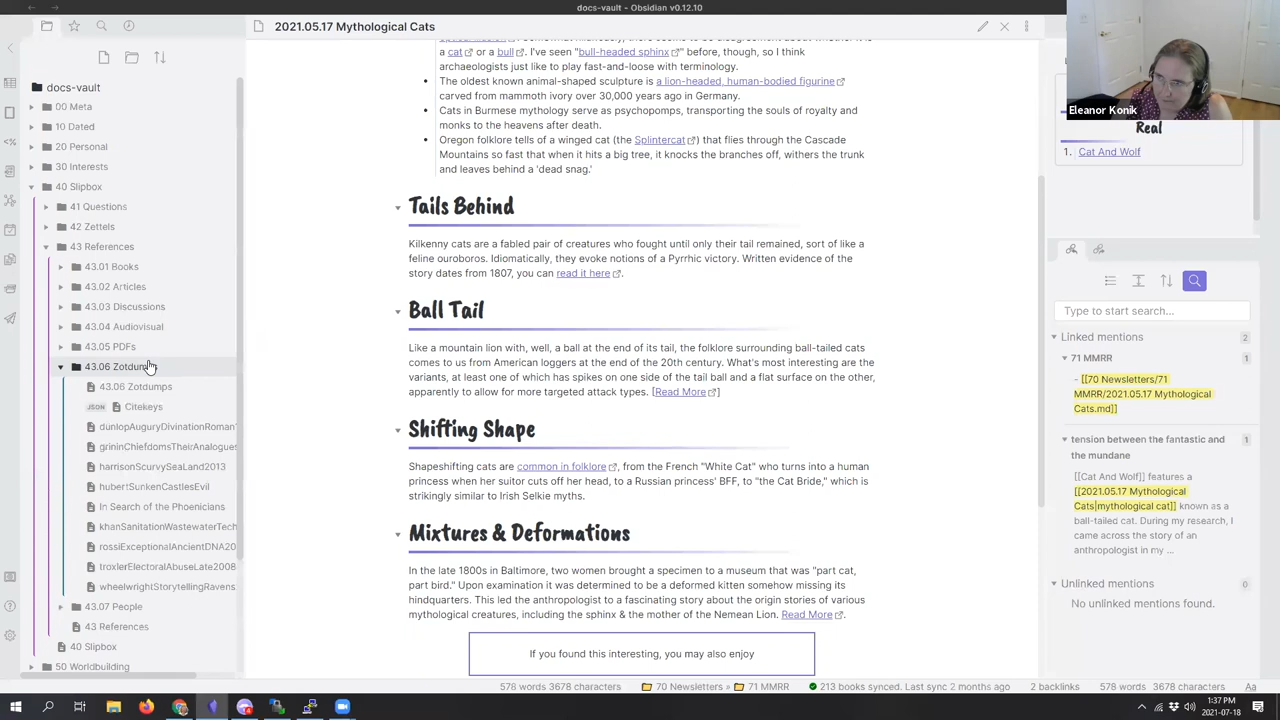 docs-vault - Obsidian v0.12.10
2021.05.17 Mythological Cats
docs-vault
00 Meta
10 Dated
20 Personal
30 Interests
40 Slipbox
41 Questions
42 Zettels
43 References
43.01 Books
43.02 Articles
43.03 Discussions
43.04 Audiovisual
43.05 PDFs
43.06 Zotdumps
43.06 Zotdumps
JSON Citekeys
dunlopAuguryDivinationRoman
grininChiefdomsTheirAnalogues
harrisonScurvySeaLand2013
hubertSunkenCastlesEvil
In Search of the Phoenicians
khanSanitationWastewaterTech
rossiExceptionalAncientDNA20
troxlerElectoralAbuseLate2008
wheelwrightStorytellingRavens
43.07 People
43 References
40 Slipbox
50 Worldbuilding
a cat or a bull. I've seen "bull-headed sphinx" before, though, so I think
archaeologists just like to play fast-and-loose with terminology.
• The oldest known animal-shaped sculpture is a lion-headed, human-bodied figurine
carved from mammoth ivory over 30,000 years ago in Germany.
• Cats in Burmese mythology serve as psychopomps, transporting the souls of royalty and
monks to the heavens after death.
• Oregon folklore tells of a winged cat (the Splintercat) that flies through the Cascade
Mountains so fast that when it hits a big tree, it knocks the branches off, withers the trunk
and leaves behind a 'dead snag.'
Tails Behind
Kilkenny cats are a fabled pair of creatures who fought until only their tail remained, sort of like a
feline ouroboros. Idiomatically, they evoke notions of a Pyrrhic victory. Written evidence of the
story dates from 1807, you can read it here.
Ball Tail
Like a mountain lion with, well, a ball at the end of its tail, the folklore surrounding ball-tailed cats
comes to us from American loggers at the end of the 20th century. What's most interesting are the
variants, at least one of which has spikes on one side of the tail ball and a flat surface on the other,
apparently to allow for more targeted attack types. [Read More]
Shifting Shape
Shapeshifting cats are common in folklore, from the French "White Cat" who turns into a human
princess when her suitor cuts off her head, to a Russian princess' BFF, to "the Cat Bride," which is
strikingly similar to Irish Selkie myths.
Mixtures & Deformations
In the late 1800s in Baltimore, two women brought a specimen to a museum that was "part cat,
part bird." Upon examination it was determined to be a deformed kitten somehow missing its
hindquarters. This led the anthropologist to a fascinating story about the origin stories of various
mythological creatures, including the sphinx & the mother of the Nemean Lion. Read More.
If you found this interesting, you may also enjoy
Eleanor Konik
Real
1. Cat And Wolf
Type to start search...
Linked mentions 2
71 MMRR 1
- [[70 Newsletters/71
MMRR/2021.05.17 Mythological
Cats.md]]
tension between the fantastic and 1
the mundane
[[Cat And Wolf]] features a
[[2021.05.17 Mythological
Cats|mythological cat]] known as a
ball-tailed cat. During my research, I
came across the story of an
anthropologist in my ...
Unlinked mentions 0
No unlinked mentions found.
578 words 3678 characters 70 Newsletters » 71 MMRR 213 books synced. Last sync 2 months ago 2 backlinks 578 words 3678 characters Aa
1:37 PM
2021-07-18